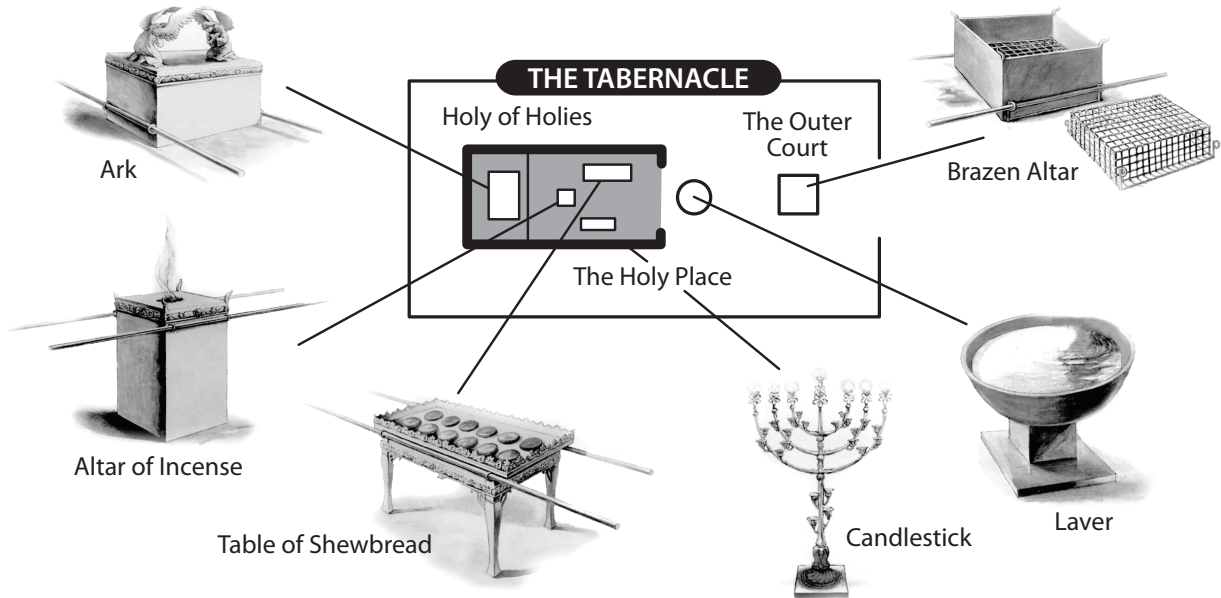 THE TABERNACLE
Holy of Holies
The Outer
Court
Ark
Brazen Altar
The Holy Place
Altar of Incense
Table of Shewbread
Candlestick
Laver